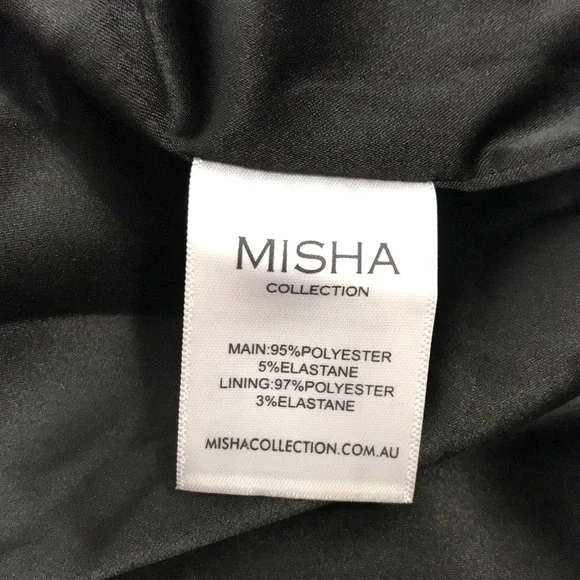 MISHA
COLLECTION
MAIN:95%POLYESTER
5%ELASTANE
LINING:97%POLYESTER
3%ELASTANE
MISHACOLLECTION.COM.AU